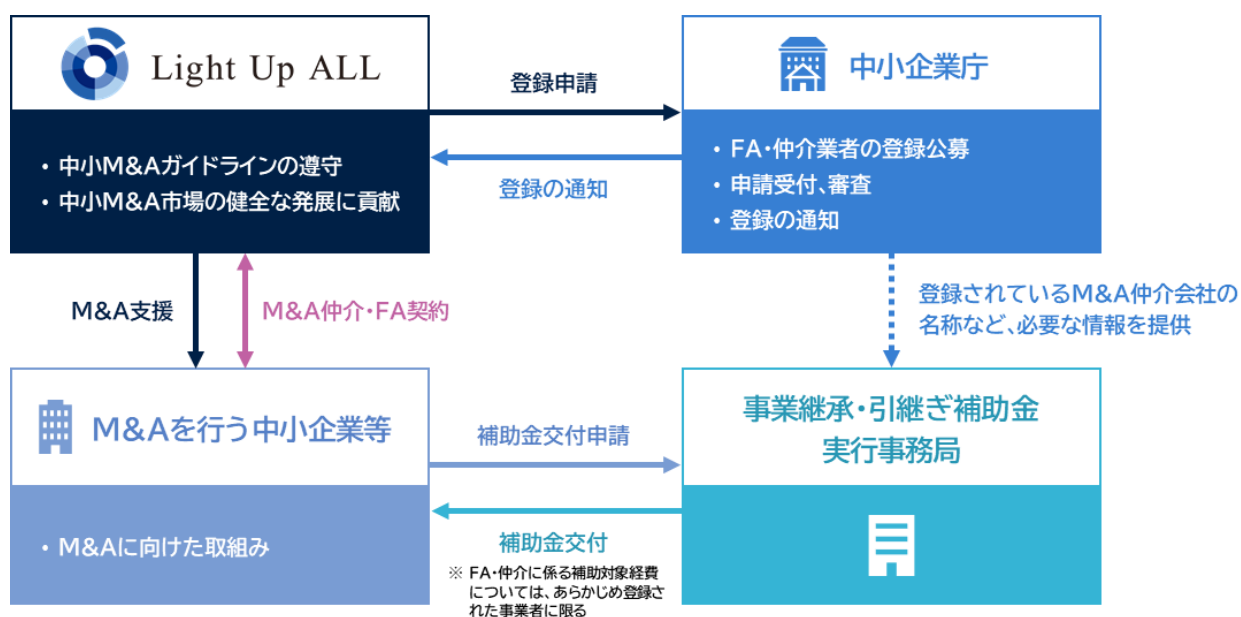 Light Up ALL
・中小M&Aガイドラインの遵守
・中小M&A市場の健全な発展に貢献
登録申請
登録の通知
中小企業庁
・FA・仲介業者の登録公募
・申請受付、審査
・登録の通知
M&A支援
M&A仲介・FA契約
登録されているM&A仲介会社の
名称など、必要な情報を提供
M&Aを行う中小企業等
・M&Aに向けた取組み
補助金交付申請
補助金交付
※ FA・仲介に係る補助対象経費
については、あらかじめ登録さ
れた事業者に限る
事業継承・引継ぎ補助金
実行事務局